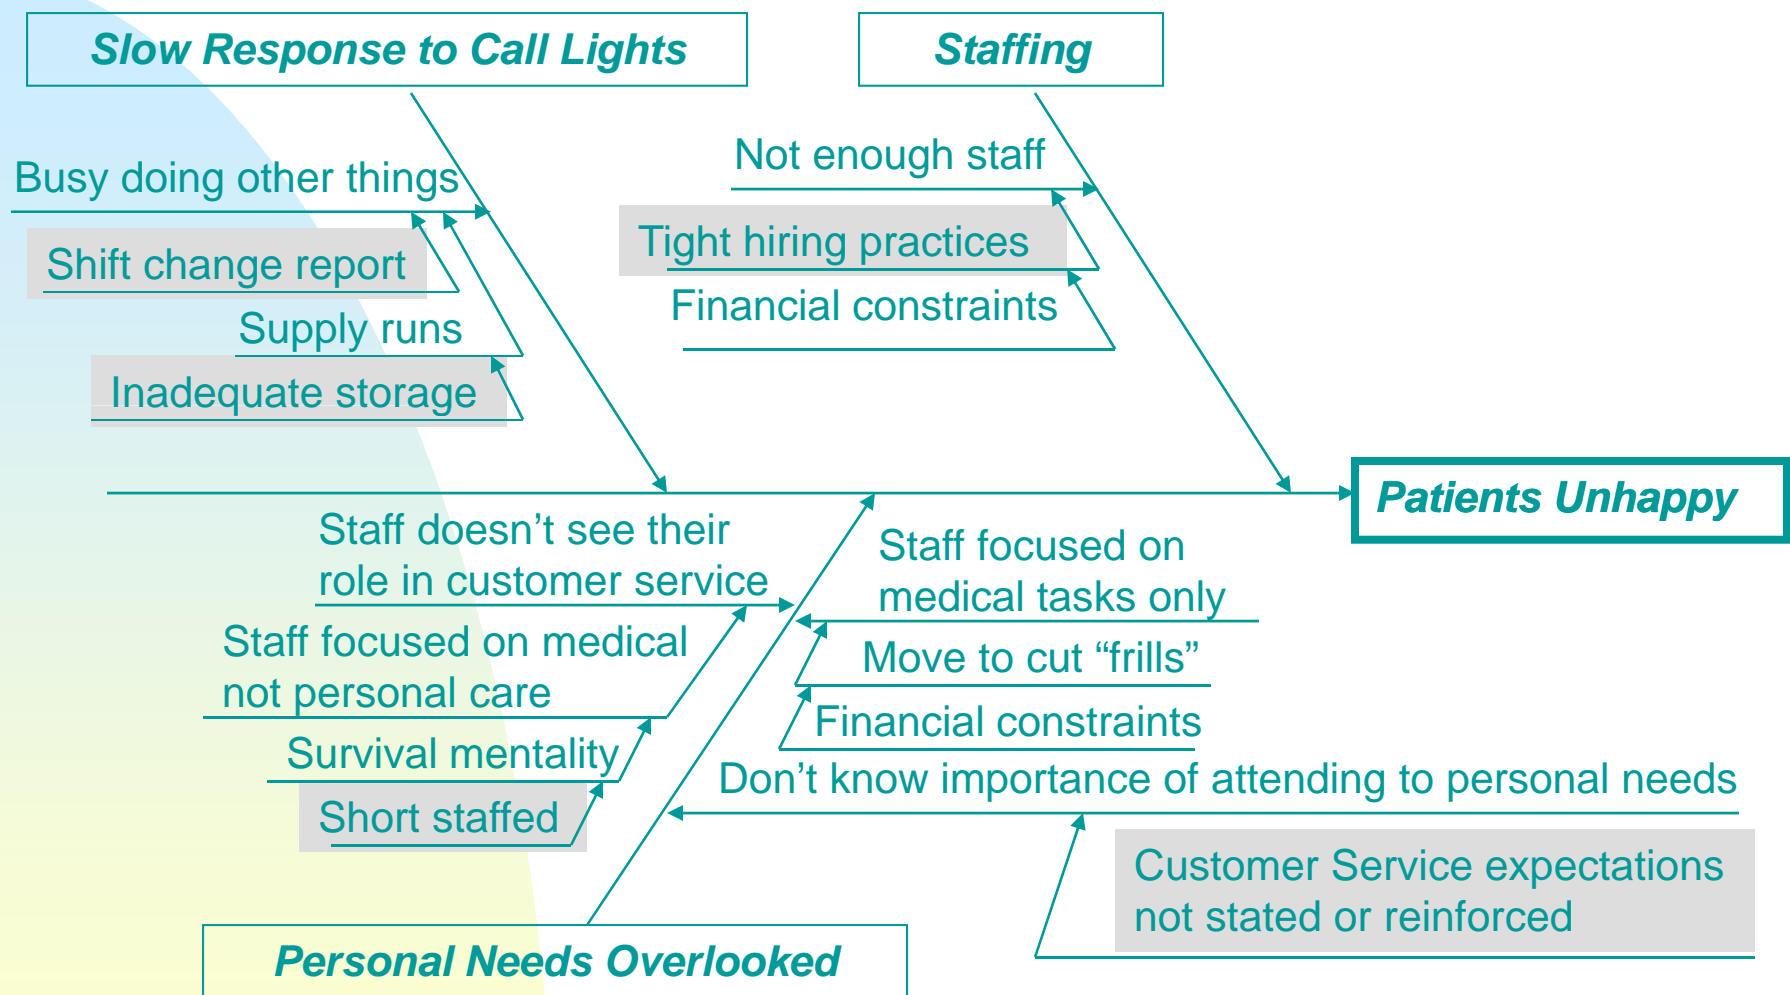 Slow Response to Call Lights
Staffing
Busy doing other things
Shift change report
Supply runs
Inadequate storage
Not enough staff
Tight hiring practices
Financial constraints
Patients Unhappy
Staff doesn’t see their
role in customer service
Staff focused on medical
not personal care
Survival mentality
Short staffed
Staff focused on
medical tasks only
Move to cut “frills”
Financial constraints
Don’t know importance of attending to personal needs
Customer Service expectations
not stated or reinforced
Personal Needs Overlooked